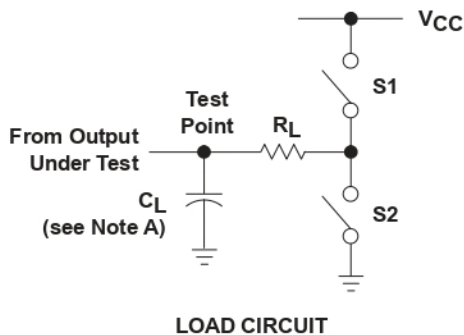 VCC
S1
Test
Point
RL
From Output
Under Test
CL
(see Note A)
S2
LOAD CIRCUIT